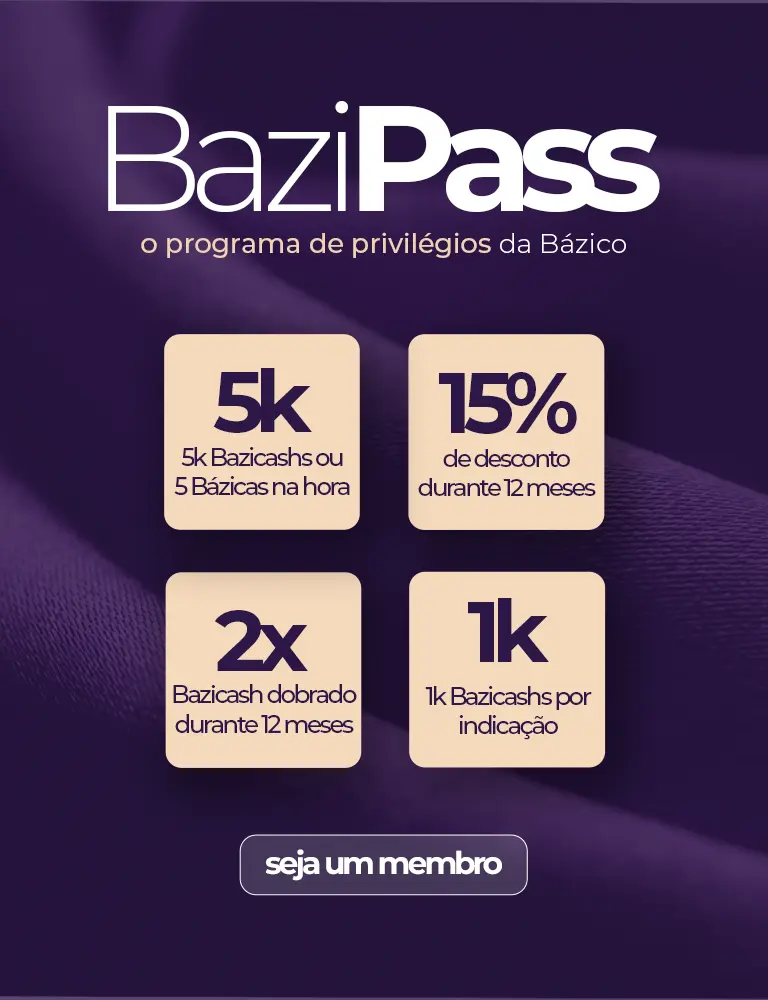 BaziPass
o programa de privilégios da Bázico
5k
5k Bazicashs ou
5 Bázicas na hora
15%
de desconto
durante 12 meses
2x
Bazicash dobrado
durante 12 meses
1k
1k Bazicashs por
indicação
seja um membro